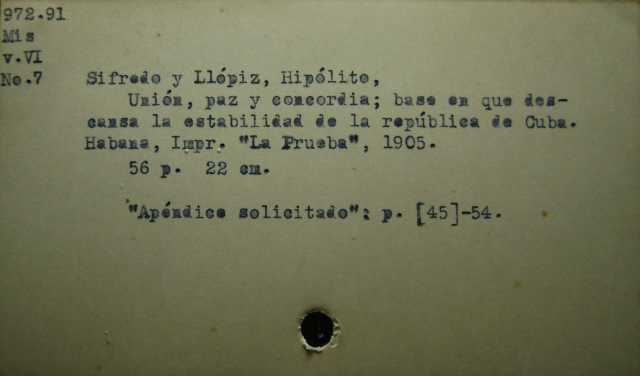 972.91
Mis
v.VI
No.7 Sifredo y Llópiz, Hipólito,
Unión, paz y concordia; base en que des-
cansa la estabilidad de la república de Cuba.
Habana, Impr. "La Prueba", 1905.
56 p. 22 cm.
"Apéndice solicitado": p. [45]-54.